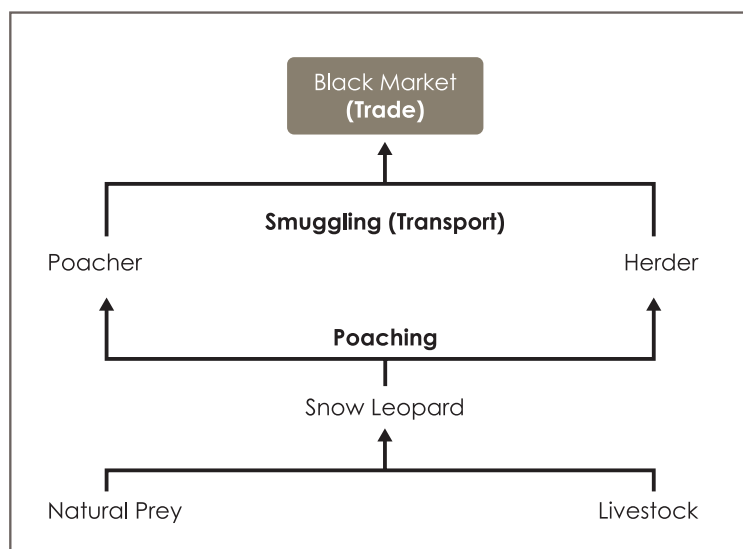 Black Market
(Trade)
Smuggling (Transport)
Poacher
Herder
Poaching
Snow Leopard
Natural Prey
Livestock